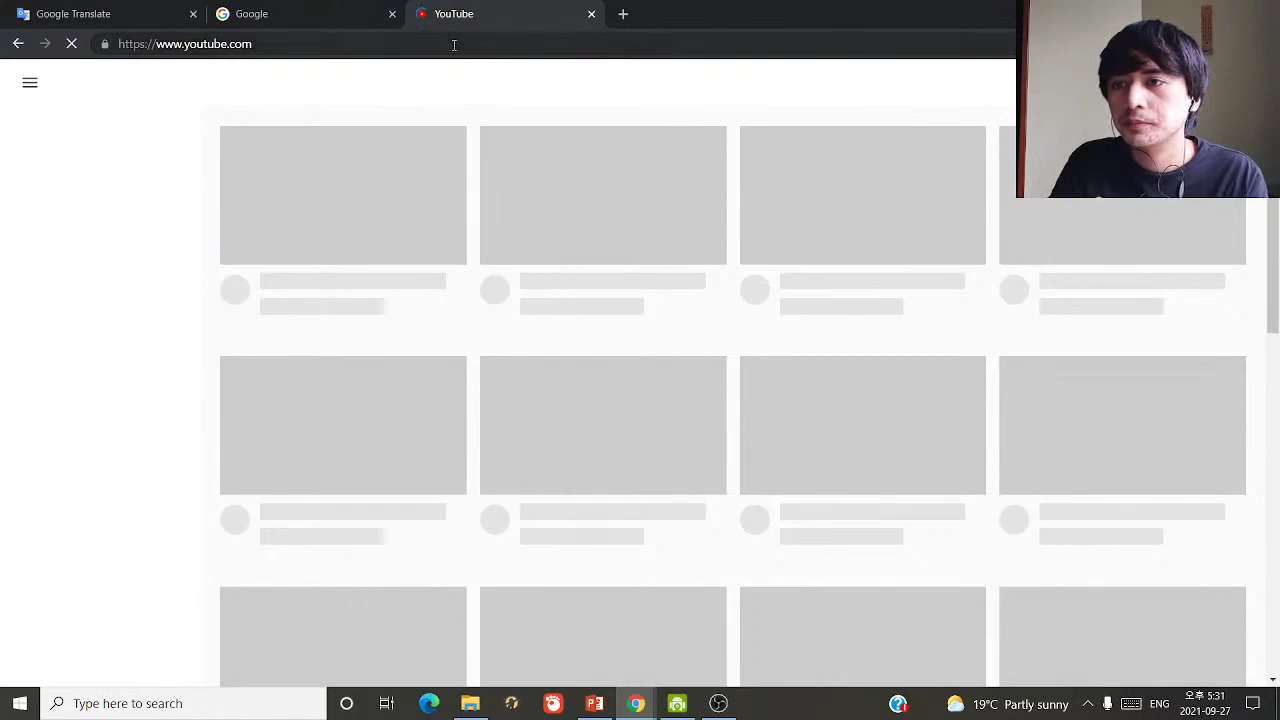 Google Translate
Google
YouTube
https://www.youtube.com
Type here to search
19°C Partly sunny
ENG
오후 5:31
2021-09-27